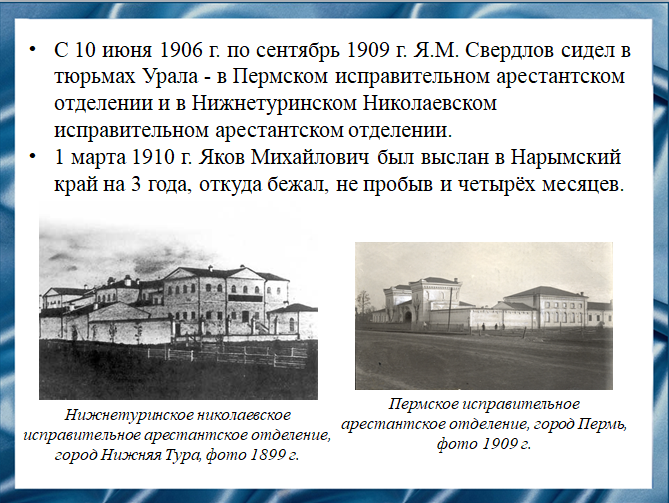 • С 10 июня 1906 г. по сентябрь 1909 г. Я.М. Свердлов сидел в
тюрьмах Урала - в Пермском исправительном арестантском
отделении и в Нижнетуринском Николаевском
исправительном арестантском отделении.
• 1 марта 1910 г. Яков Михайлович был выслан в Нарымский
край на 3 года, откуда бежал, не пробыв и четырёх месяцев.
Нижнетуринское николаевское
исправительное арестантское отделение,
город Нижняя Тура, фото 1899 г.
Пермское исправительное
арестантское отделение, город Пермь,
фото 1909 г.